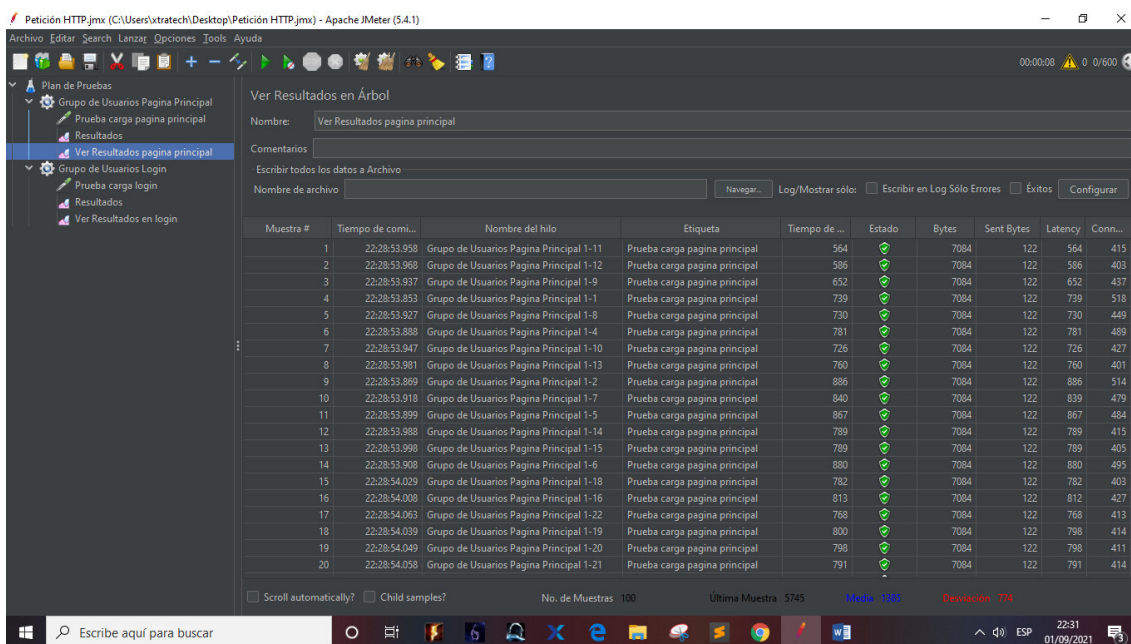 Petición HTTP.jmx (C:\Users\xtratech\Desktop\Petición HTTP.jmx) - Apache JMeter (5.4.1)
Archivo Editar Search Lanzar Opciones Tools Ayuda
00:00:08 0 0/600
Plan de Pruebas
Grupo de Usuarios Pagina Principal
Prueba carga pagina principal
Resultados
Ver Resultados pagina principal
Grupo de Usuarios Login
Prueba carga login
Resultados
Ver Resultados en login
Ver Resultados en Árbol
Nombre: Ver Resultados pagina principal
Comentarios
Escribir todos los datos a Archivo
Nombre de archivo Navegar... Log/Mostrar sólo: Escribir en Log Sólo Errores Éxitos Configurar
Muestra # Tiempo de comi... Nombre del hilo Etiqueta Tiempo de ... Estado Bytes Sent Bytes Latency Conn...
1 22:28:53.958 Grupo de Usuarios Pagina Principal 1-11 Prueba carga pagina principal 564 7084 122 564 415
2 22:28:53.968 Grupo de Usuarios Pagina Principal 1-12 Prueba carga pagina principal 586 7084 122 586 403
3 22:28:53.937 Grupo de Usuarios Pagina Principal 1-9 Prueba carga pagina principal 652 7084 122 652 437
4 22:28:53.853 Grupo de Usuarios Pagina Principal 1-1 Prueba carga pagina principal 739 7084 122 739 518
5 22:28:53.927 Grupo de Usuarios Pagina Principal 1-8 Prueba carga pagina principal 730 7084 122 730 449
6 22:28:53.888 Grupo de Usuarios Pagina Principal 1-4 Prueba carga pagina principal 781 7084 122 781 489
7 22:28:53.947 Grupo de Usuarios Pagina Principal 1-10 Prueba carga pagina principal 726 7084 122 726 427
8 22:28:53.981 Grupo de Usuarios Pagina Principal 1-13 Prueba carga pagina principal 760 7084 122 760 401
9 22:28:53.869 Grupo de Usuarios Pagina Principal 1-2 Prueba carga pagina principal 886 7084 122 886 514
10 22:28:53.918 Grupo de Usuarios Pagina Principal 1-7 Prueba carga pagina principal 840 7084 122 839 479
11 22:28:53.899 Grupo de Usuarios Pagina Principal 1-5 Prueba carga pagina principal 867 7084 122 867 484
12 22:28:53.988 Grupo de Usuarios Pagina Principal 1-14 Prueba carga pagina principal 789 7084 122 789 415
13 22:28:53.998 Grupo de Usuarios Pagina Principal 1-15 Prueba carga pagina principal 789 7084 122 789 405
14 22:28:53.908 Grupo de Usuarios Pagina Principal 1-6 Prueba carga pagina principal 880 7084 122 880 495
15 22:28:54.029 Grupo de Usuarios Pagina Principal 1-18 Prueba carga pagina principal 782 7084 122 782 403
16 22:28:54.008 Grupo de Usuarios Pagina Principal 1-16 Prueba carga pagina principal 813 7084 122 812 427
17 22:28:54.063 Grupo de Usuarios Pagina Principal 1-22 Prueba carga pagina principal 768 7084 122 768 413
18 22:28:54.039 Grupo de Usuarios Pagina Principal 1-19 Prueba carga pagina principal 800 7084 122 798 414
19 22:28:54.049 Grupo de Usuarios Pagina Principal 1-20 Prueba carga pagina principal 798 7084 122 798 411
20 22:28:54.058 Grupo de Usuarios Pagina Principal 1-21 Prueba carga pagina principal 791 7084 122 791 414
Scroll automatically? Child samples? No. de Muestras 100 Última Muestra 5745 Media 1385 Desviación 774
Escribe aquí para buscar
ESP
22:31
01/09/2021